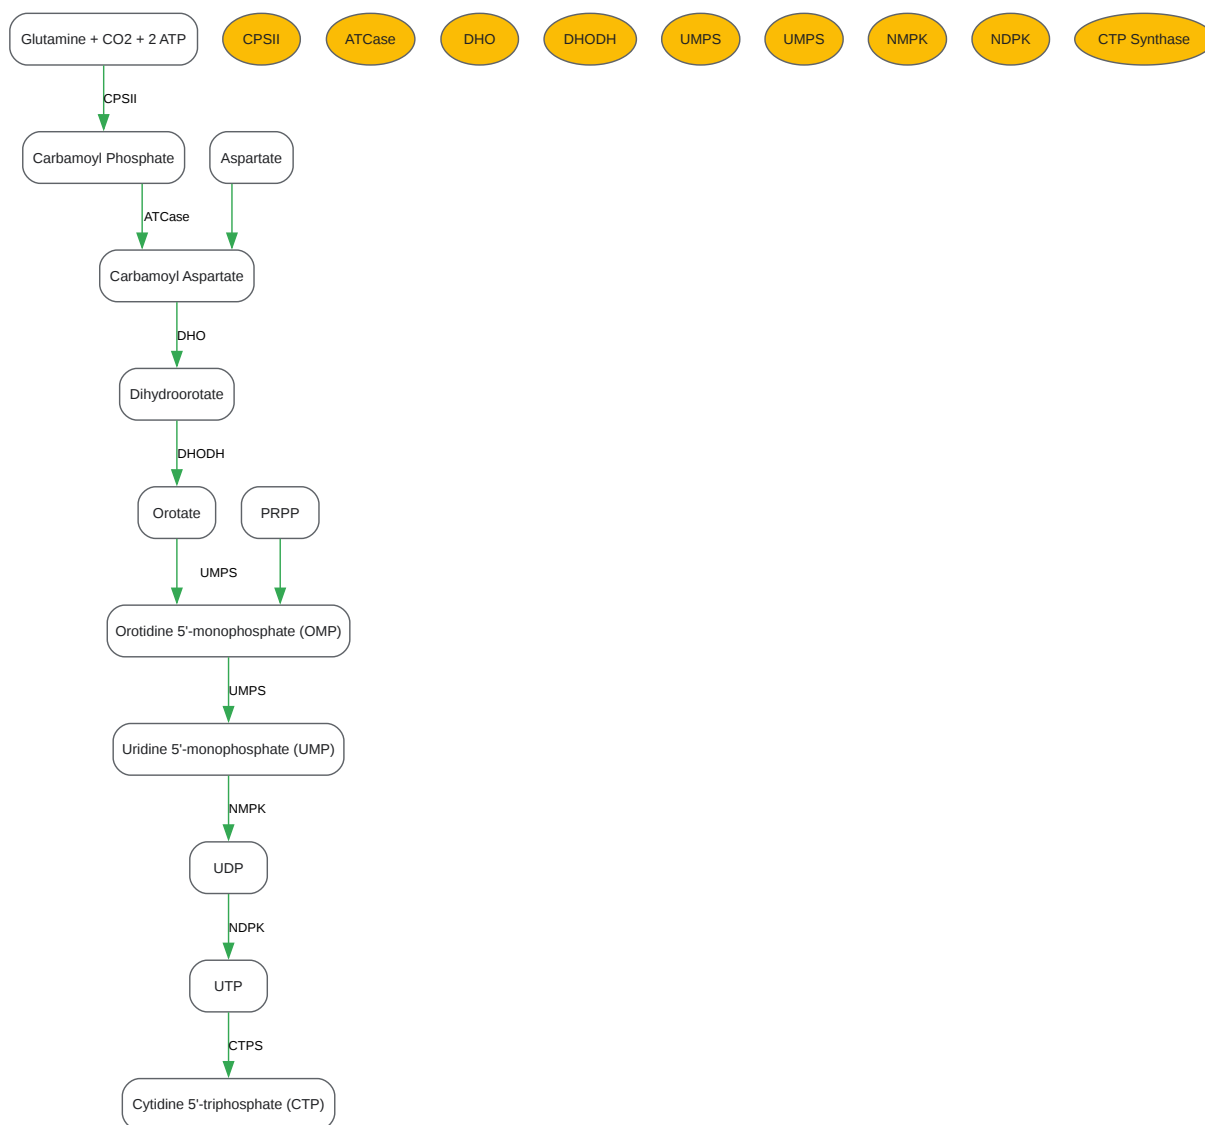 Glutamine + CO2 + 2 ATP
CPSII
ATCase
DHO
DHODH
UMPS
UMPS
NMPK
NDPK
CTP Synthase
CPSII
Carbamoyl Phosphate
Aspartate
ATCase
Carbamoyl Aspartate
DHO
Dihydroorotate
DHODH
Orotate
PRPP
UMPS
Orotidine 5'-monophosphate (OMP)
UMPS
Uridine 5'-monophosphate (UMP)
NMPK
UDP
NDPK
UTP
CTPS
Cytidine 5'-triphosphate (CTP)